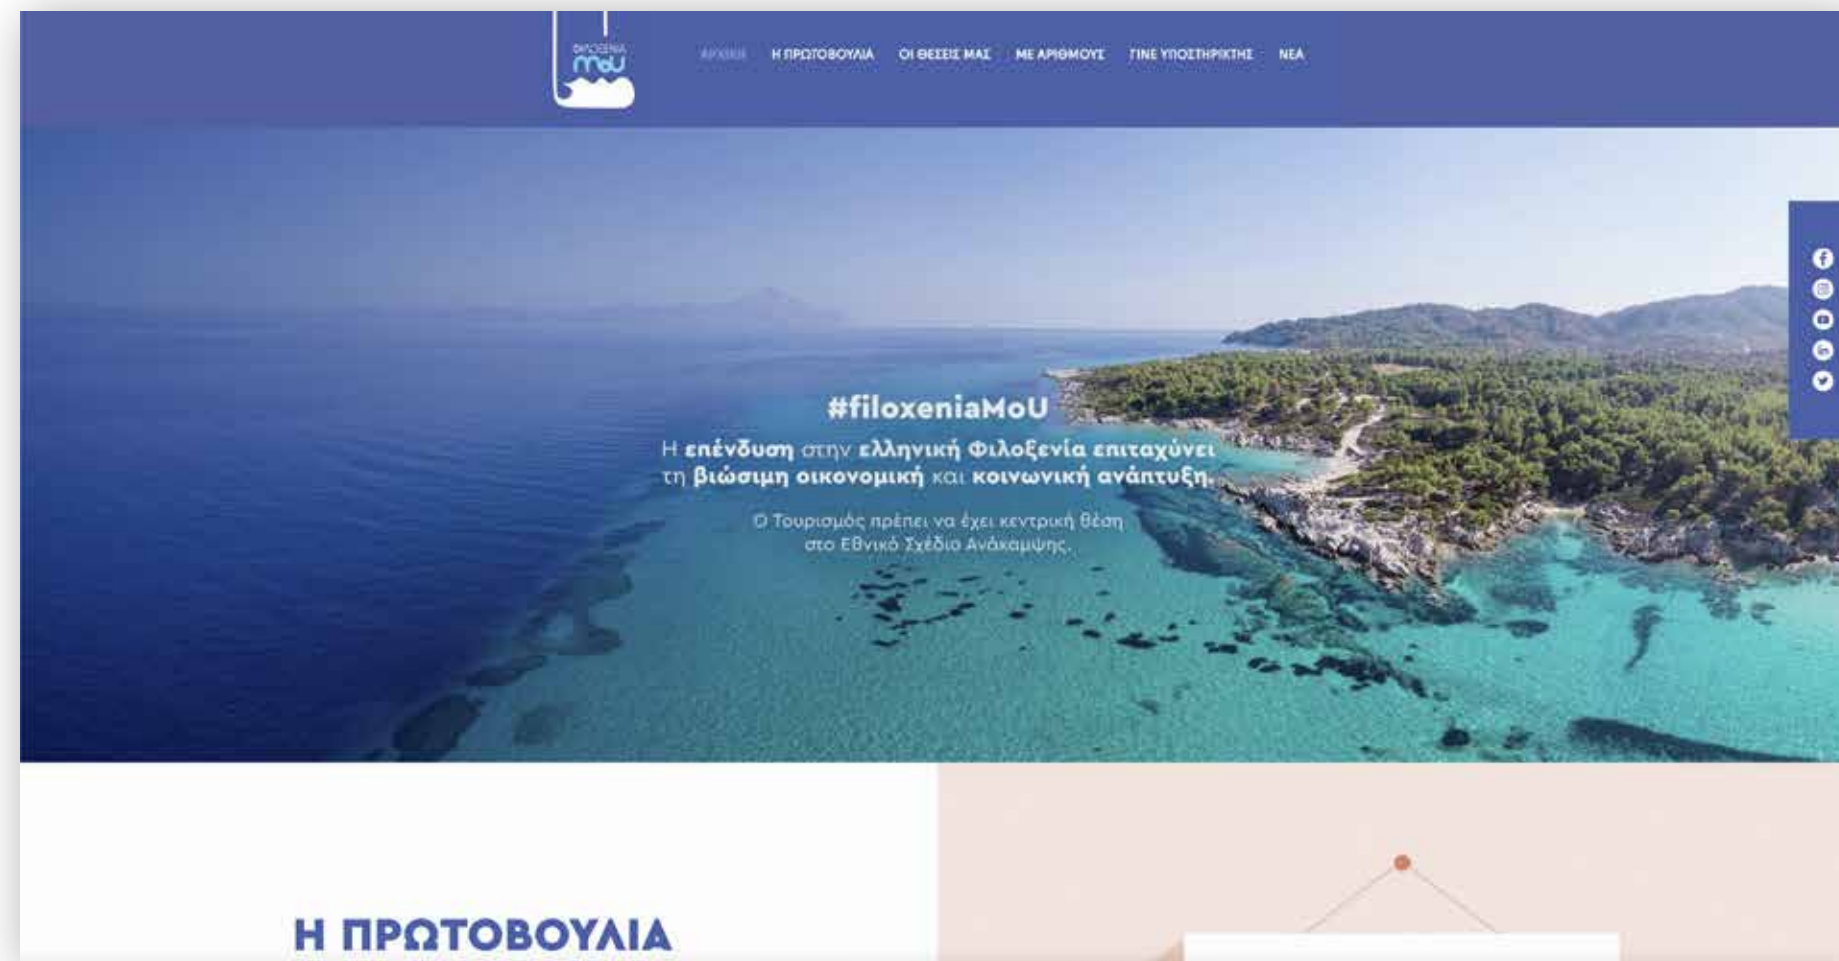 ΦΙΛΟΞΕΝΙΑ
MoU
ΑΡΧΙΚΗ Η ΠΡΩΤΟΒΟΥΛΙΑ ΟΙ ΘΕΣΕΙΣ ΜΑΣ ΜΕ ΑΡΙΘΜΟΥΣ ΓΙΝΕ ΥΠΟΣΤΗΡΙΚΤΗΣ ΝΕΑ
#filoxeniaMoU
Η επένδυση στην ελληνική Φιλοξενία επιταχύνει
τη βιώσιμη οικονομική και κοινωνική ανάπτυξη.
Ο Τουρισμός πρέπει να έχει κεντρική θέση
στο Εθνικό Σχέδιο Ανάκαμψης.
Η ΠΡΩΤΟΒΟΥΛΙΑ